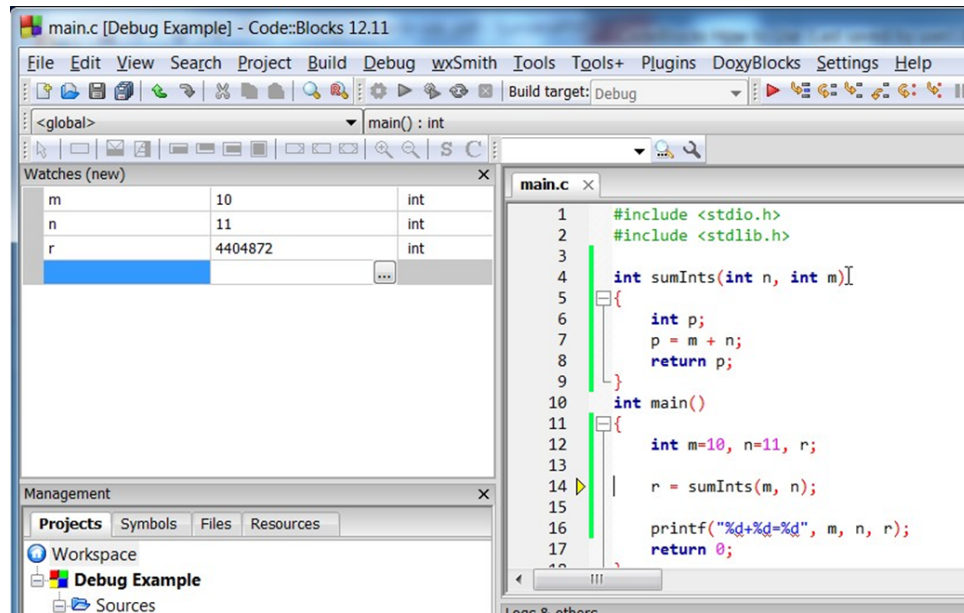 main.c [Debug Example] - Code::Blocks 12.11
File Edit View Search Project Build Debug wxSmith Tools Tools+ Plugins DoxyBlocks Settings Help
Build target: Debug
<global> main() : int
S C
Watches (new)
m 10 int
n 11 int
r 4404872 int
...
main.c
1 #include <stdio.h>
2 #include <stdlib.h>
3
4 int sumInts(int n, int m)
5 {
6 int p;
7 p = m + n;
8 return p;
9 }
10 int main()
11 {
12 int m=10, n=11, r;
13
14 r = sumInts(m, n);
15
16 printf("%d+%d=%d", m, n, r);
17 return 0;
18 }
Management
Projects Symbols Files Resources
Workspace
Debug Example
Sources
Logs & others